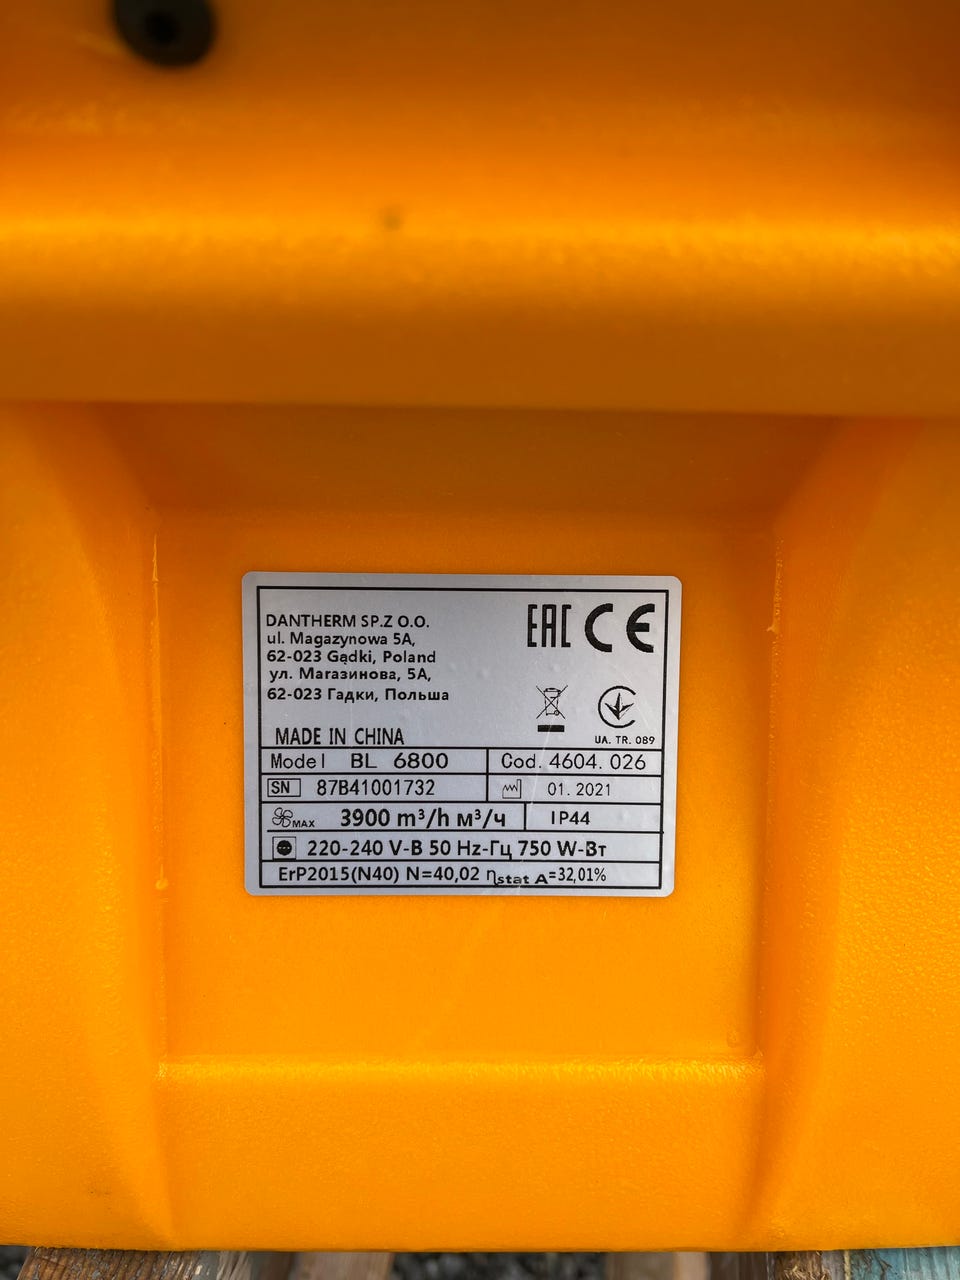 DANTHERM SP.Z O.O.
ul. Magazynowa 5A,
62-023 Gądki, Poland
ул. Магазинова, 5А,
62-023 Гадки, Польша
EAC CE
UA. TR. 089
MADE IN CHINA
Model BL 6800 Cod. 4604. 026
SN 87B41001732 01. 2021
MAX 3900 m³/h м³/ч IP44
220-240 V-В 50 Hz-Гц 750 W-Вт
ErP2015(N40) N=40,02 ηstat A=32,01%